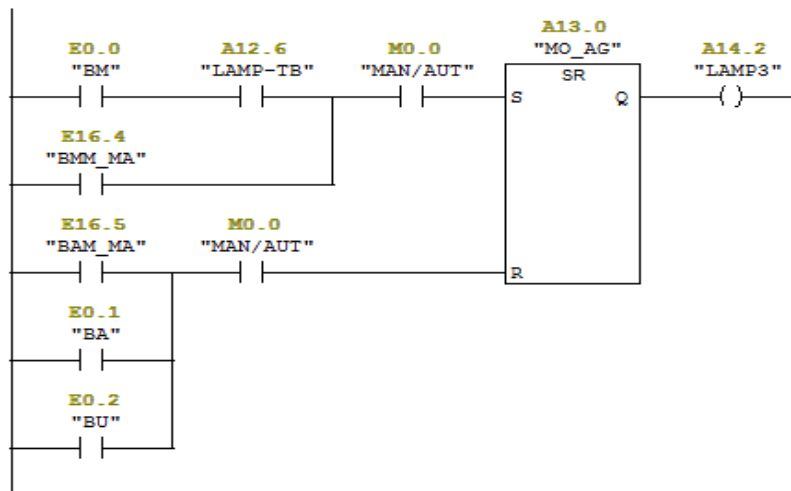 A13.0
E0.0 A12.6 M0.0 "MO_AG" A14.2
"BM" "LAMP-TB" "MAN/AUT" SR "LAMP3"
S Q
E16.4
"BMM_MA"
E16.5 M0.0
"BAM_MA" "MAN/AUT"
R
E0.1
"BA"
E0.2
"BU"